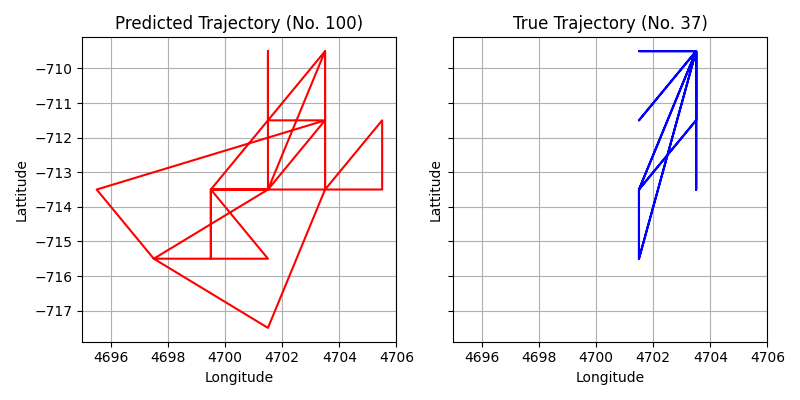 Predicted Trajectory (No. 100)
True Trajectory (No. 37)
−710
−711
−712
−713
−714
−715
−716
−717
Lattitude
Lattitude
4696 4698 4700 4702 4704 4706
4696 4698 4700 4702 4704 4706
Longitude
Longitude